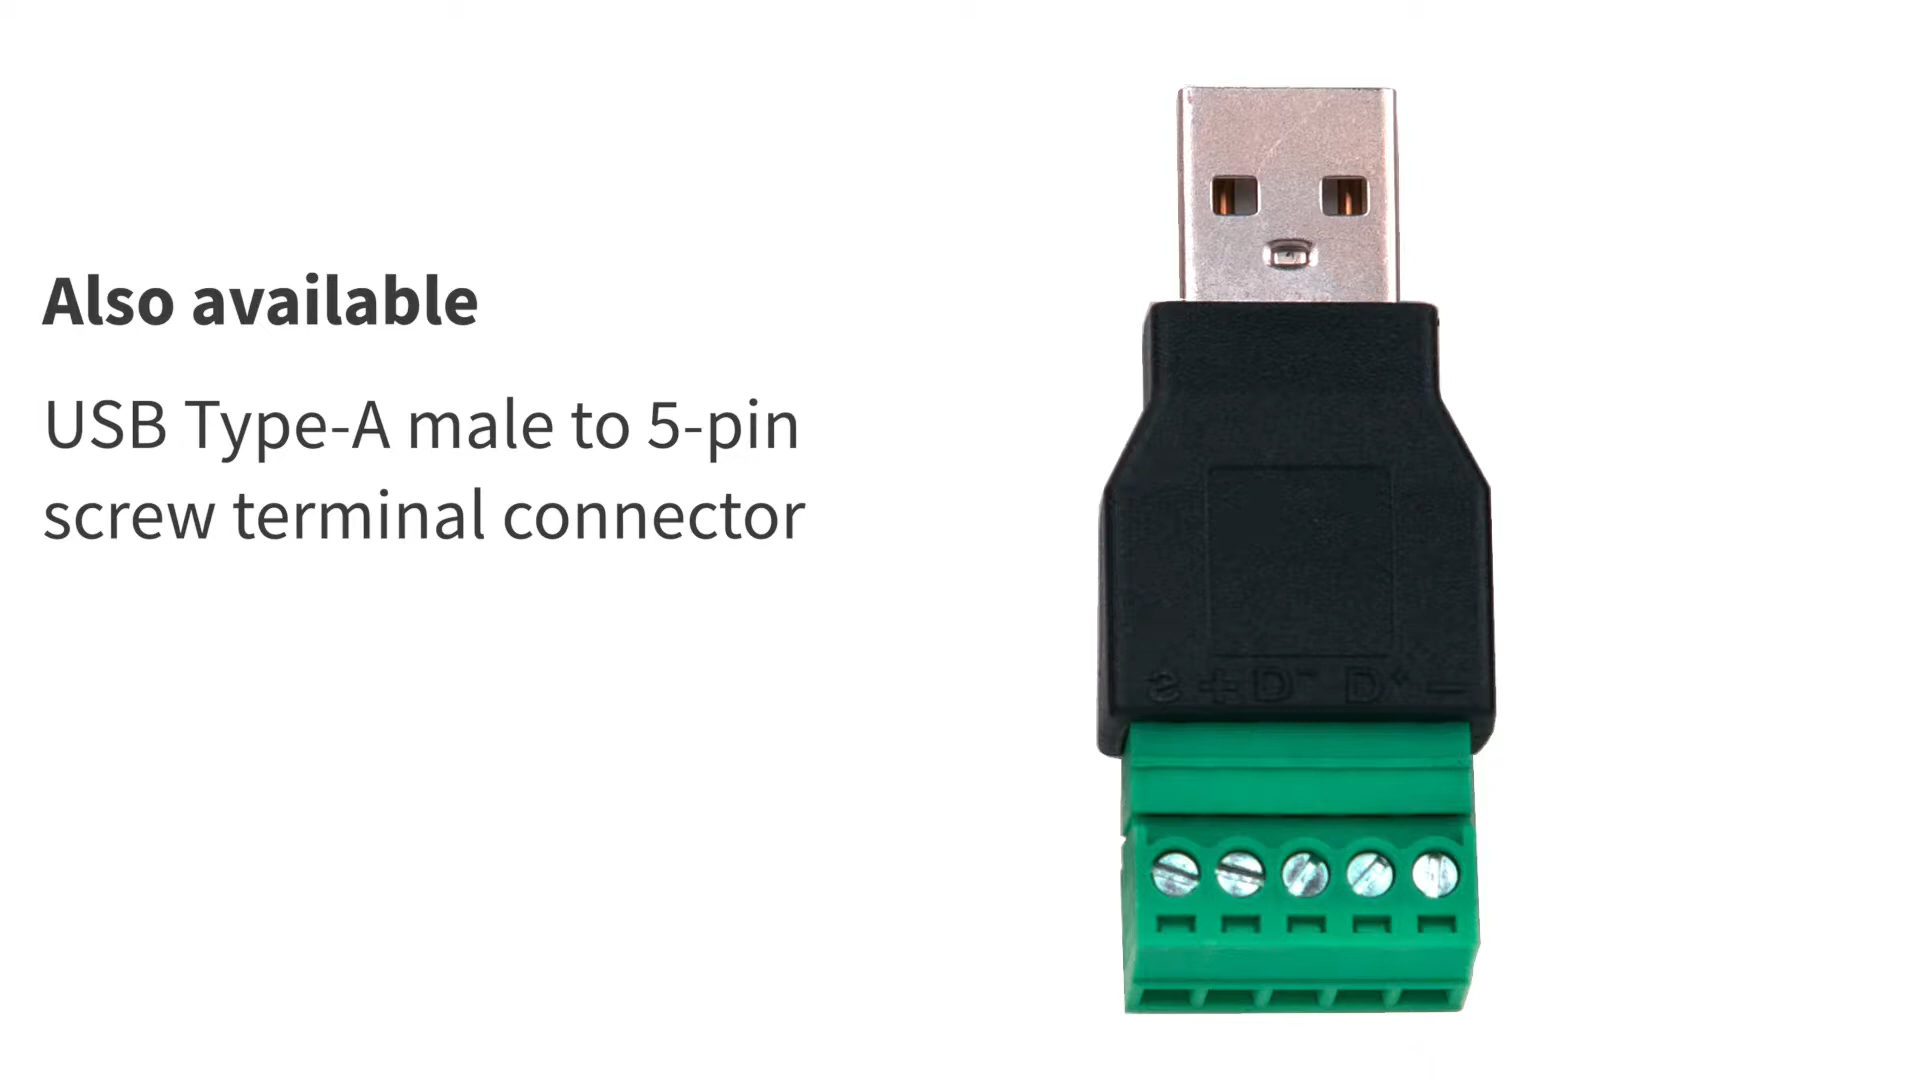 Also available
USB Type-A male to 5-pin
screw terminal connector
S + D- D+ -